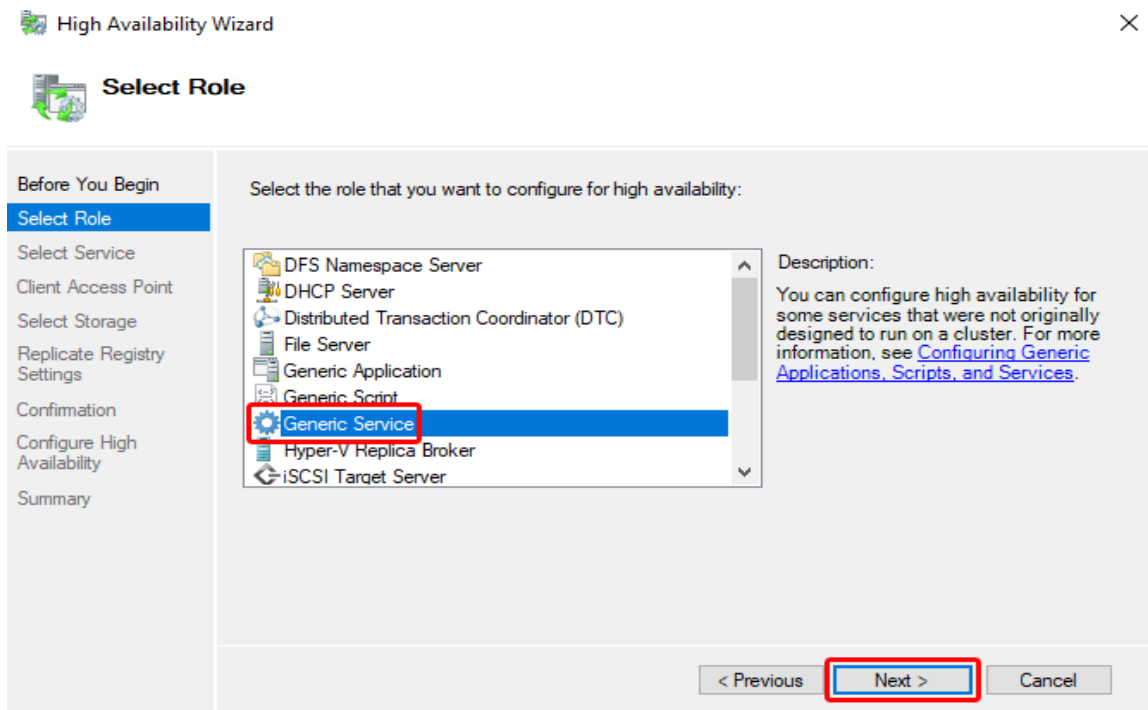 High Availability Wizard
Select Role
Before You Begin
Select Role
Select Service
Client Access Point
Select Storage
Replicate Registry
Settings
Confirmation
Configure High
Availability
Summary
Select the role that you want to configure for high availability:
DFS Namespace Server
DHCP Server
Distributed Transaction Coordinator (DTC)
File Server
Generic Application
Generic Script
Generic Service
Hyper-V Replica Broker
iSCSI Target Server
Description:
You can configure high availability for
some services that were not originally
designed to run on a cluster. For more
information, see Configuring Generic
Applications, Scripts, and Services.
< Previous
Next >
Cancel